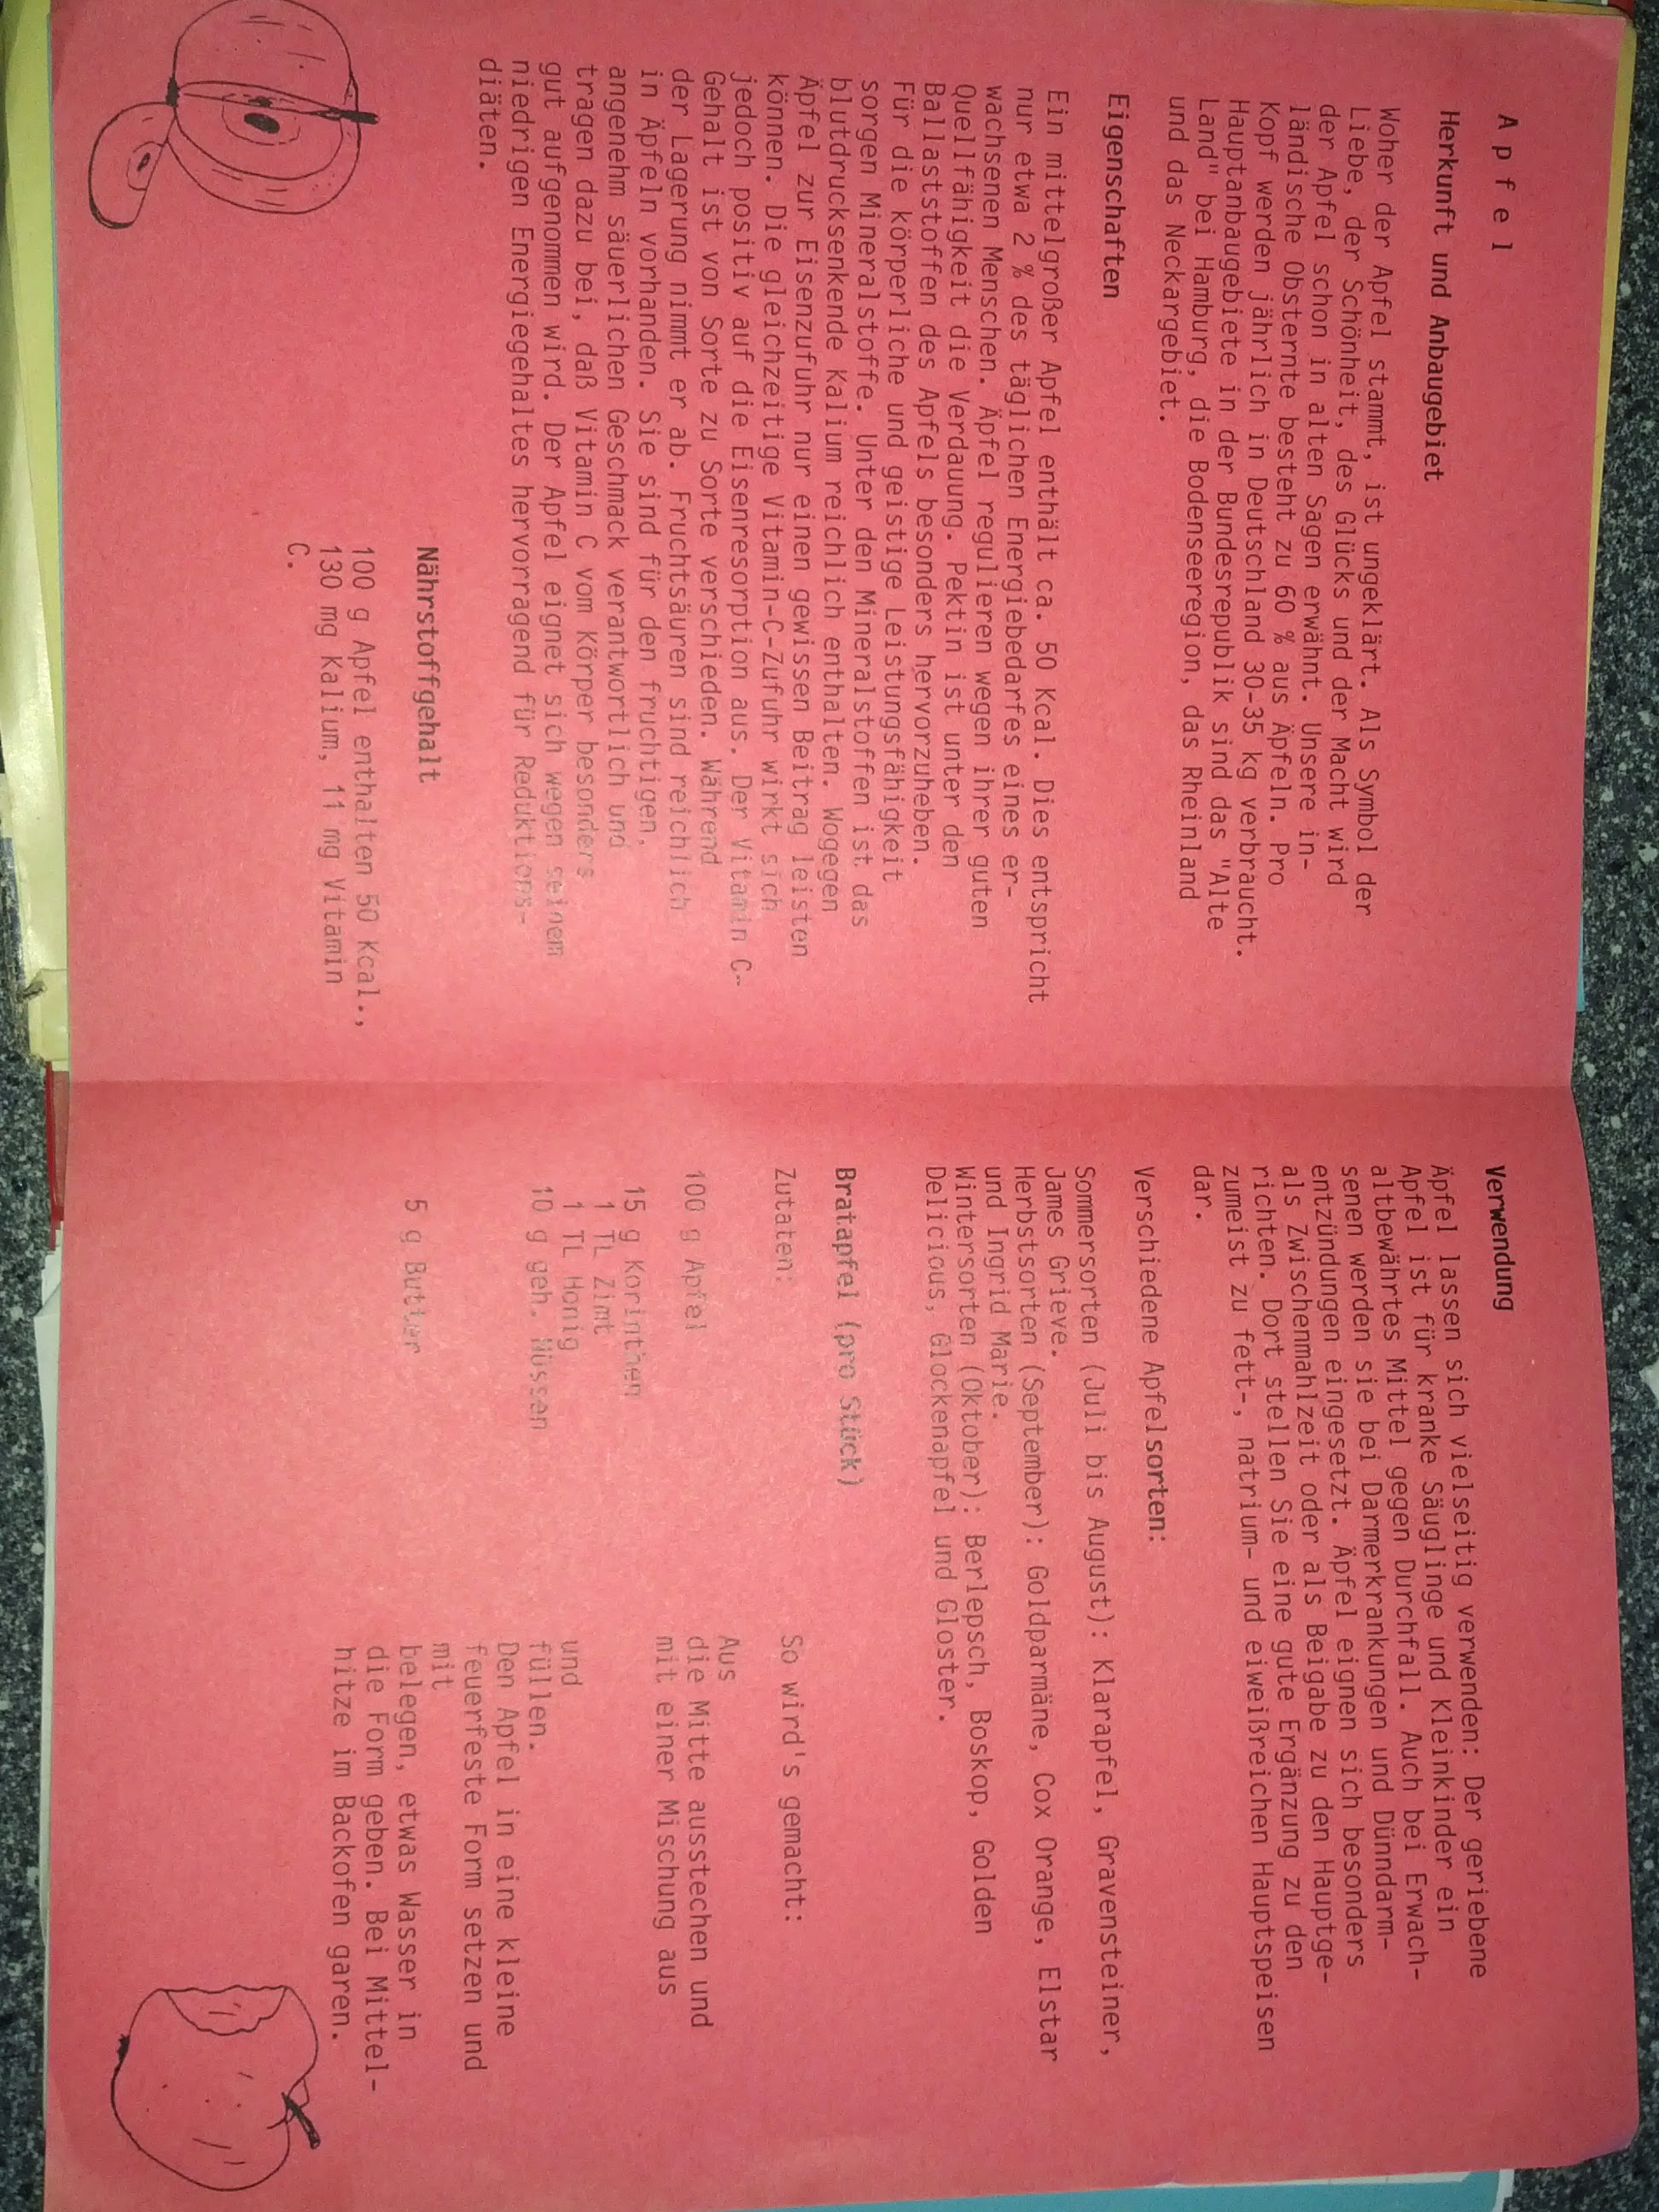 A p f e l
Herkunft und Anbaugebiet
Woher der Apfel stammt, ist ungeklärt. Als Symbol der
Liebe, der Schönheit, des Glücks und der Macht wird
der Apfel schon in alten Sagen erwähnt. Unsere in-
ländische Obsternte besteht zu 60 % aus Äpfeln. Pro
Kopf werden jährlich in Deutschland 30-35 kg verbraucht.
Hauptanbaugebiete in der Bundesrepublik sind das "Alte
Land" bei Hamburg, die Bodenseeregion, das Rheinland
und das Neckargebiet.
Eigenschaften
Ein mittelgroßer Apfel enthält ca. 50 Kcal. Dies entspricht
nur etwa 2 % des täglichen Energiebedarfes eines er-
wachsenen Menschen. Äpfel regulieren wegen ihrer guten
Quellfähigkeit die Verdauung. Pektin ist unter den
Ballaststoffen des Apfels besonders hervorzuheben.
Für die körperliche und geistige Leistungsfähigkeit
sorgen Mineralstoffe. Unter den Mineralstoffen ist das
blutdrucksenkende Kalium reichlich enthalten. Wogegen
Äpfel zur Eisenzufuhr nur einen gewissen Beitrag leisten
können. Die gleichzeitige Vitamin-C-Zufuhr wirkt sich
jedoch positiv auf die Eisenresorption aus. Der Vitamin C-
Gehalt ist von Sorte zu Sorte verschieden. Während
der Lagerung nimmt er ab. Fruchtsäuren sind reichlich
in Äpfeln vorhanden. Sie sind für den fruchtigen,
angenehm säuerlichen Geschmack verantwortlich und
tragen dazu bei, daß Vitamin C vom Körper besonders
gut aufgenommen wird. Der Apfel eignet sich wegen seinem
niedrigen Energiegehaltes hervorragend für Reduktions-
diäten.
Nährstoffgehalt
100 g Apfel enthalten 50 Kcal.,
130 mg Kalium, 11 mg Vitamin
C.
Verwendung
Äpfel lassen sich vielseitig verwenden: Der geriebene
Apfel ist für kranke Säuglinge und Kleinkinder ein
altbewährtes Mittel gegen Durchfall. Auch bei Erwach-
senen werden sie bei Darmerkrankungen und Dünndarm-
entzündungen eingesetzt. Äpfel eignen sich besonders
als Zwischenmahlzeit oder als Beigabe zu den Hauptge-
richten. Dort stellen Sie eine gute Ergänzung zu den
zumeist zu fett-, natrium- und eiweißreichen Hauptspeisen
dar.
Verschiedene Apfelsorten:
Sommersorten (Juli bis August): Klarapfel, Gravensteiner,
James Grieve.
Herbstsorten (September): Goldparmäne, Cox Orange, Elstar
und Ingrid Marie.
Wintersorten (Oktober): Berlepsch, Boskop, Golden
Delicious, Glockenapfel und Gloster.
Bratapfel (pro Stück)
Zutaten: So wird's gemacht:
Aus
100 g Apfel die Mitte ausstechen und
mit einer Mischung aus
15 g Korinthen
1 TL Zimt
1 TL Honig und
10 g geh. Nüssen füllen.
Den Apfel in eine kleine
feuerfeste Form setzen und
mit
5 g Butter belegen, etwas Wasser in
die Form geben. Bei Mittel-
hitze im Backofen garen.